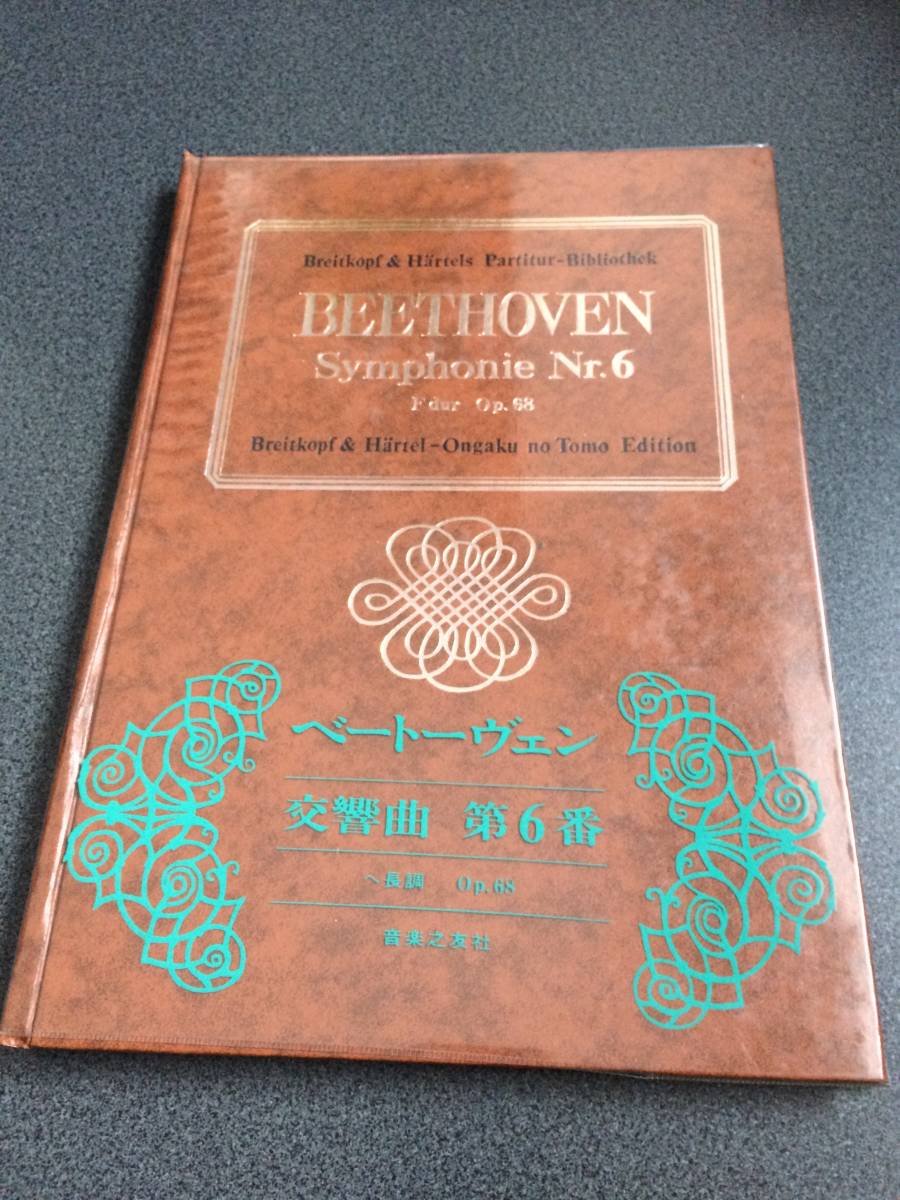 Breitkopf & Härtels Partitur-Bibliothek
BEETHOVEN
Symphonie Nr.6
F dur Op.68
Breitkopf & Härtel-Ongaku no Tomo Edition
ベートーヴェン
交響曲 第6番
ヘ長調 Op.68
音楽之友社